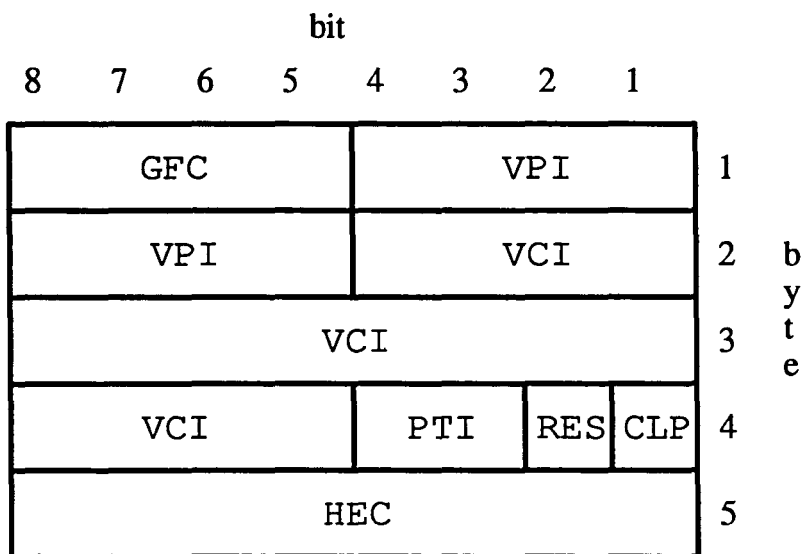 bit
8 7 6 5 4 3 2 1
GFC VPI 1
VPI VCI 2
VCI 3
VCI PTI RES CLP 4
HEC 5
byte